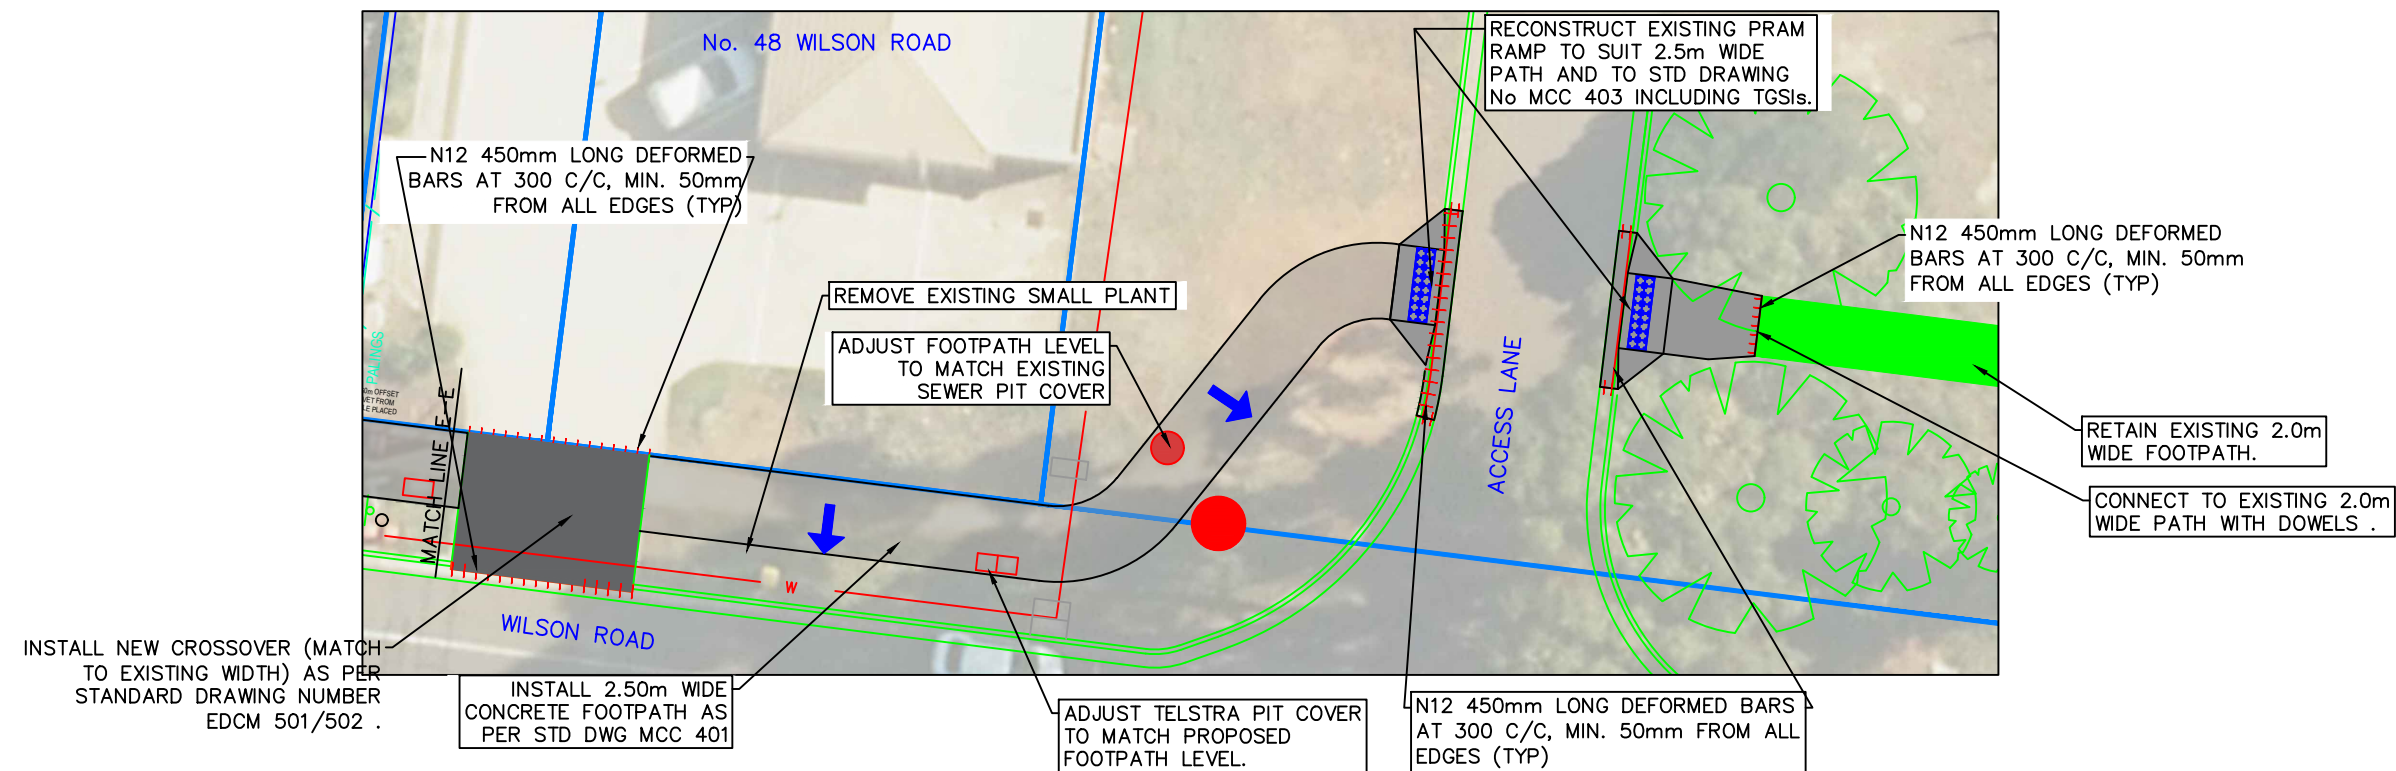 No. 48 WILSON ROAD
RECONSTRUCT EXISTING PRAM
RAMP TO SUIT 2.5m WIDE
PATH AND TO STD DRAWING
No MCC 403 INCLUDING TGSIs.
N12 450mm LONG DEFORMED
BARS AT 300 C/C, MIN. 50mm
FROM ALL EDGES (TYP)
N12 450mm LONG DEFORMED
BARS AT 300 C/C, MIN. 50mm
FROM ALL EDGES (TYP)
REMOVE EXISTING SMALL PLANT
ADJUST FOOTPATH LEVEL
TO MATCH EXISTING
SEWER PIT COVER
PALINGS
OFFSET
FROM
PLACED
MATCH LINE E-E
ACCESS LANE
RETAIN EXISTING 2.0m
WIDE FOOTPATH.
CONNECT TO EXISTING 2.0m
WIDE PATH WITH DOWELS .
W
WILSON ROAD
INSTALL NEW CROSSOVER (MATCH
TO EXISTING WIDTH) AS PER
STANDARD DRAWING NUMBER
EDCM 501/502 .
INSTALL 2.50m WIDE
CONCRETE FOOTPATH AS
PER STD DWG MCC 401
ADJUST TELSTRA PIT COVER
TO MATCH PROPOSED
FOOTPATH LEVEL.
N12 450mm LONG DEFORMED BARS
AT 300 C/C, MIN. 50mm FROM ALL
EDGES (TYP)